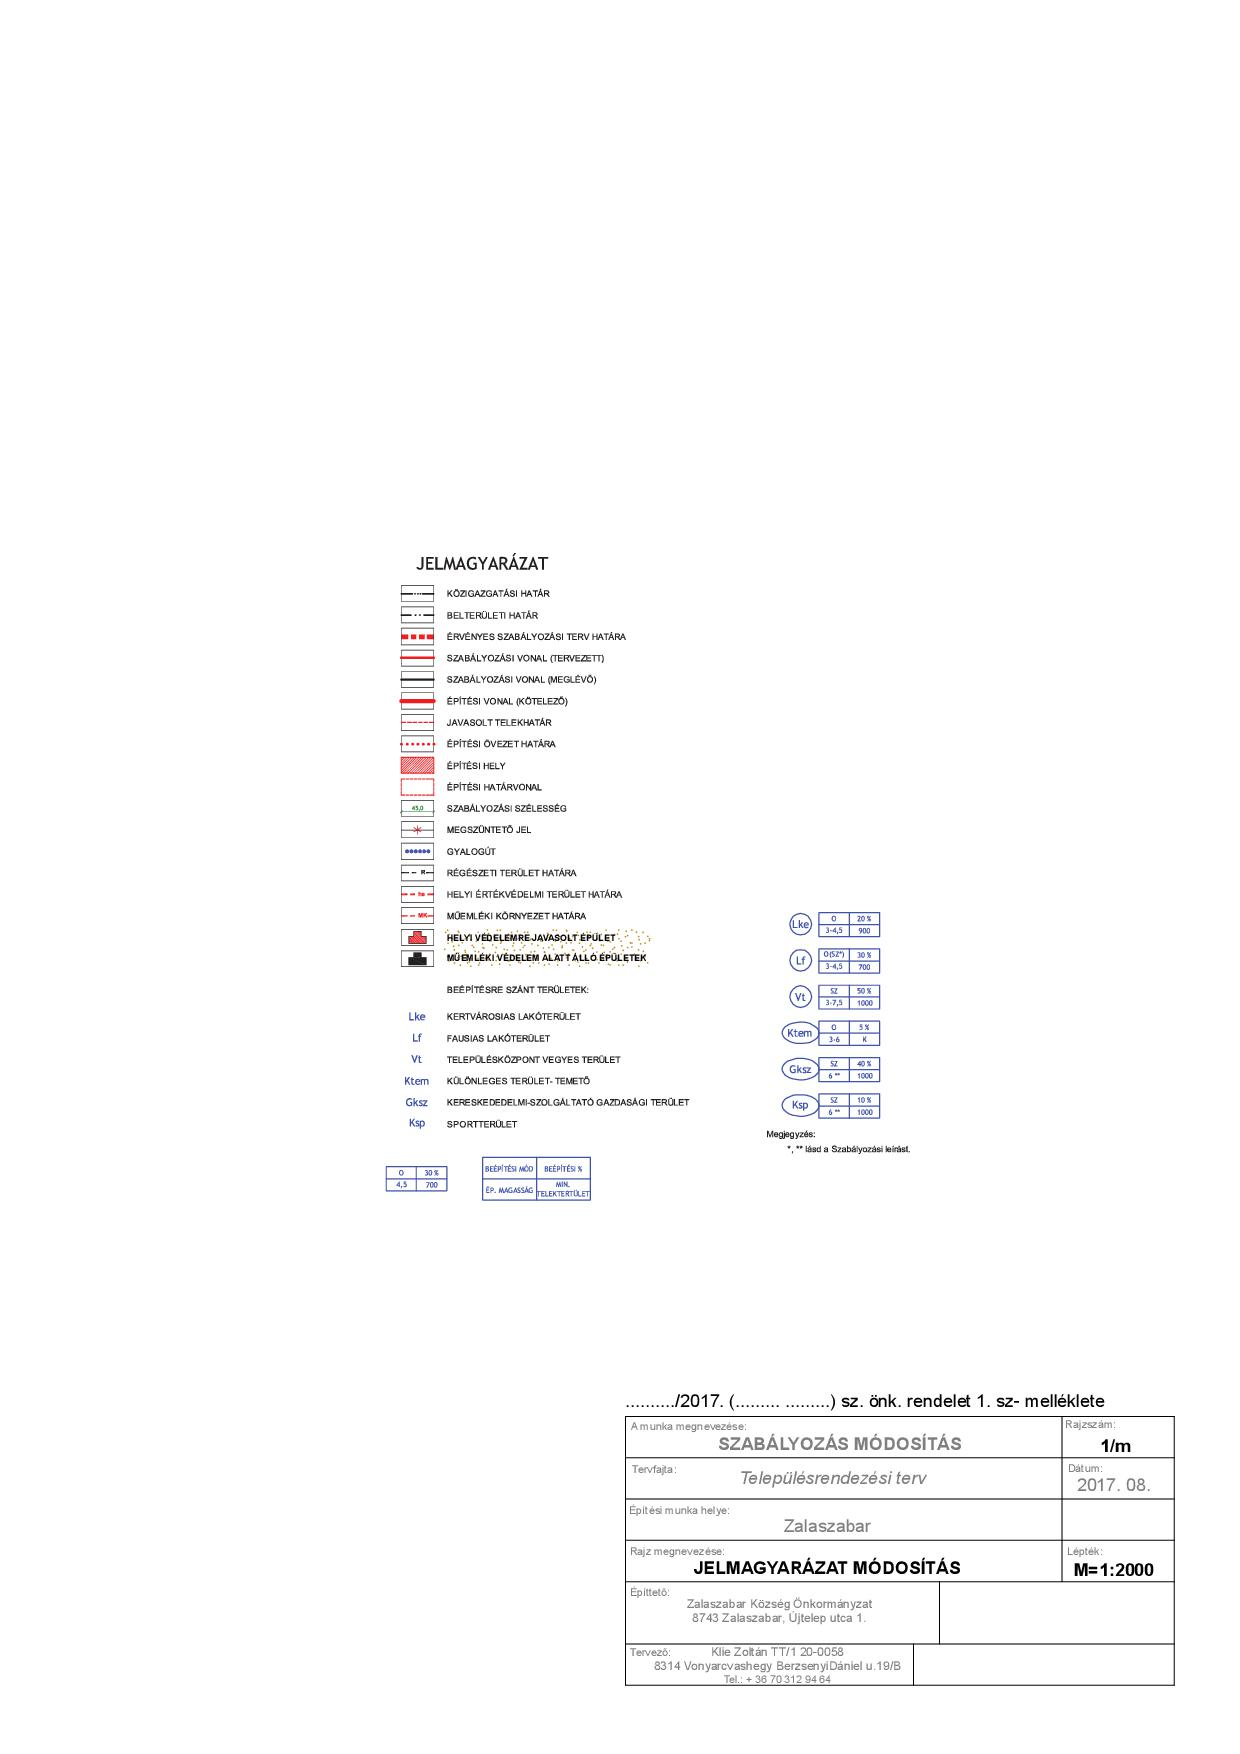 JELMAGYARÁZAT
KÖZIGAZGATÁSI HATÁR
BELTERÜLETI HATÁR
ÉRVÉNYES SZABÁLYOZÁSI TERV HATÁRA
SZABÁLYOZÁSI VONAL (TERVEZETT)
SZABÁLYOZÁSI VONAL (MEGLÉVŐ)
ÉPÍTÉSI VONAL (KÖTELEZŐ)
JAVASOLT TELEKHATÁR
ÉPÍTÉSI ÖVEZET HATÁRA
ÉPÍTÉSI HELY
ÉPÍTÉSI HATÁRVONAL
45,0 SZABÁLYOZÁSI SZÉLESSÉG
MEGSZÜNTETŐ JEL
GYALOGÚT
R RÉGÉSZETI TERÜLET HATÁRA
he HELYI ÉRTÉKVÉDELMI TERÜLET HATÁRA
MK MŰEMLÉKI KÖRNYEZET HATÁRA
HELYI VÉDELEMRE JAVASOLT ÉPÜLET
MŰEMLÉKI VÉDELEM ALATT ÁLLÓ ÉPÜLETEK
BEÉPÍTÉSRE SZÁNT TERÜLETEK:
Lke KERTVÁROSIAS LAKÓTERÜLET
Lf FAUSIAS LAKÓTERÜLET
Vt TELEPÜLÉSKÖZPONT VEGYES TERÜLET
Ktem KÜLÖNLEGES TERÜLET- TEMETŐ
Gksz KERESKEDEDELMI-SZOLGÁLTATÓ GAZDASÁGI TERÜLET
Ksp SPORTTERÜLET
O 30 %
4,5 700
BEÉPÍTÉSI MÓD BEÉPÍTÉSI %
ÉP. MAGASSÁG MIN. TELEKTERTÜLET
Lke O 20 %
3-4,5 900
Lf O(SZ*) 30 %
3-4,5 700
Vt SZ 50 %
3-7,5 1000
Ktem O 5 %
3-6 K
Gksz SZ 40 %
6 ** 1000
Ksp SZ 10 %
6 ** 1000
Megjegyzés:
*, ** lásd a Szabályozási leírást.
........../2017. (......... .........) sz. önk. rendelet 1. sz- melléklete
A munka megnevezése:
SZABÁLYOZÁS MÓDOSÍTÁS
Rajzszám:
1/m
Tervfajta:
Településrendezési terv
Dátum:
2017. 08.
Építési munka helye:
Zalaszabar
Rajz megnevezése:
JELMAGYARÁZAT MÓDOSÍTÁS
Lépték:
M=1:2000
Építtető:
Zalaszabar Község Önkormányzat
8743 Zalaszabar, Újtelep utca 1.
Tervező: Klie Zoltán TT/1 20-0058
8314 Vonyarcvashegy BerzsenyiDániel u.19/B
Tel.: + 36 70 312 94 64